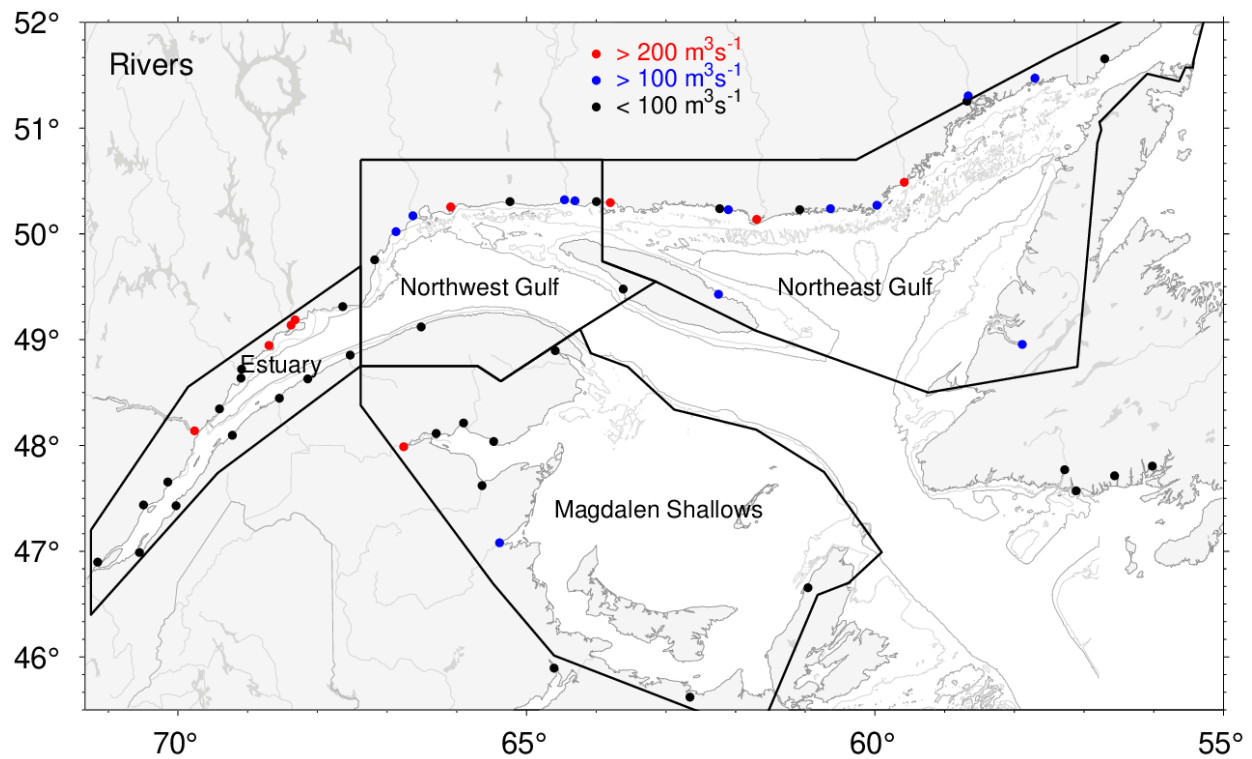 52°
Rivers
> 200 m³s⁻¹
> 100 m³s⁻¹
< 100 m³s⁻¹
51°
50°
Northwest Gulf
Northeast Gulf
49°
Estuary
48°
Magdalen Shallows
47°
46°
70°
65°
60°
55°